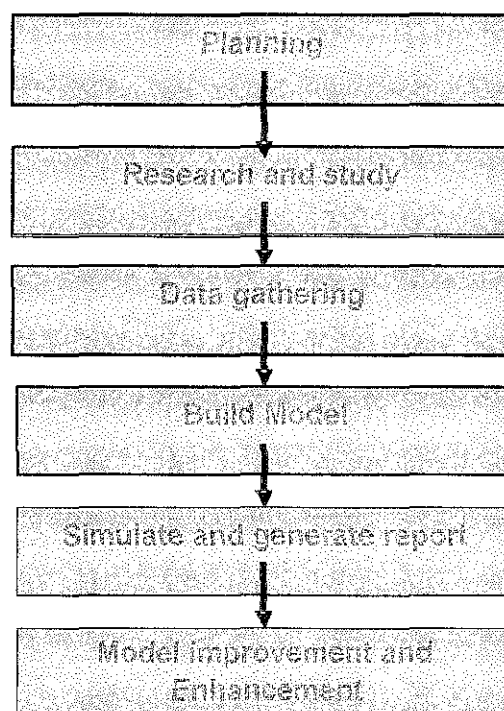 Planning
Research and study
Data gathering
Build Model
Simulate and generate report
Model improvement and
Enhancement